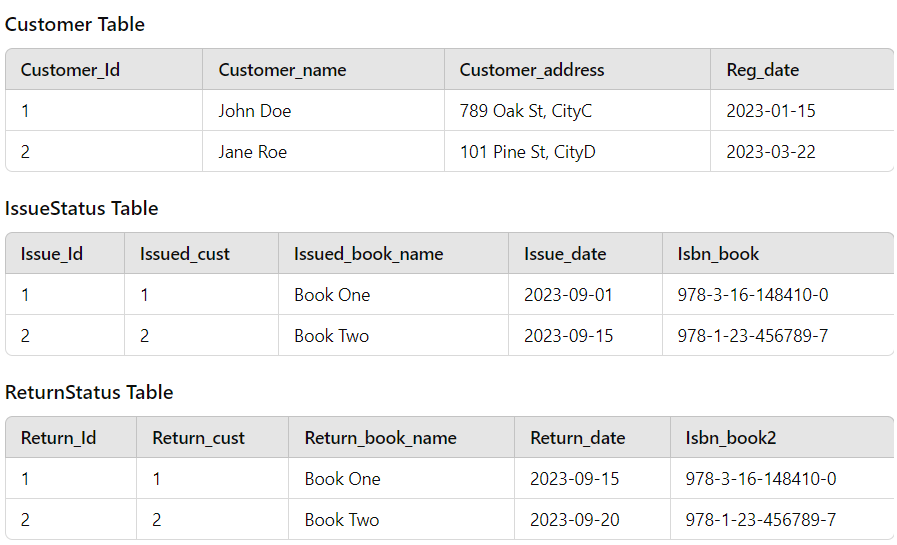 Customer Table
Customer_Id Customer_name Customer_address Reg_date
1 John Doe 789 Oak St, CityC 2023-01-15
2 Jane Roe 101 Pine St, CityD 2023-03-22
IssueStatus Table
Issue_Id Issued_cust Issued_book_name Issue_date Isbn_book
1 1 Book One 2023-09-01 978-3-16-148410-0
2 2 Book Two 2023-09-15 978-1-23-456789-7
ReturnStatus Table
Return_Id Return_cust Return_book_name Return_date Isbn_book2
1 1 Book One 2023-09-15 978-3-16-148410-0
2 2 Book Two 2023-09-20 978-1-23-456789-7